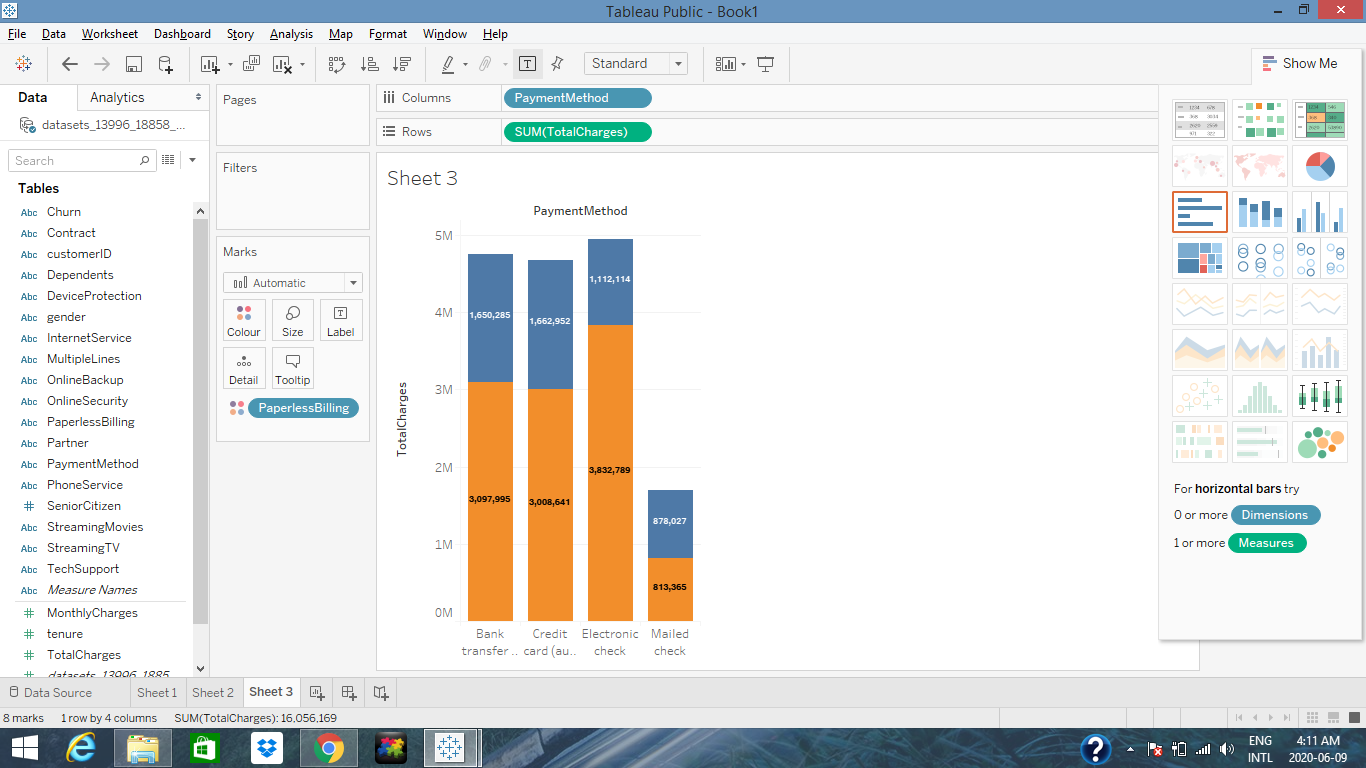 Tableau Public - Book1
File Data Worksheet Dashboard Story Analysis Map Format Window Help
Standard
Show Me
Data Analytics
datasets_13996_18858_...
Search
Tables
Abc Churn
Abc Contract
Abc customerID
Abc Dependents
Abc DeviceProtection
Abc gender
Abc InternetService
Abc MultipleLines
Abc OnlineBackup
Abc OnlineSecurity
Abc PaperlessBilling
Abc Partner
Abc PaymentMethod
Abc PhoneService
# SeniorCitizen
Abc StreamingMovies
Abc StreamingTV
Abc TechSupport
Abc Measure Names
# MonthlyCharges
# tenure
# TotalCharges
# datasets_13996_1885
Pages
Filters
Marks
Automatic
Colour Size Label
Detail Tooltip
PaperlessBilling
Columns PaymentMethod
Rows SUM(TotalCharges)
Sheet 3
PaymentMethod
TotalCharges
5M
4M
3M
2M
1M
0M
1,650,285
3,097,995
1,662,952
3,008,641
1,112,114
3,832,789
878,027
813,365
Bank
transfer ..
Credit
card (au..
Electronic
check
Mailed
check
For horizontal bars try
0 or more Dimensions
1 or more Measures
Data Source Sheet 1 Sheet 2 Sheet 3
8 marks 1 row by 4 columns SUM(TotalCharges): 16,056,169
ENG
INTL
4:11 AM
2020-06-09